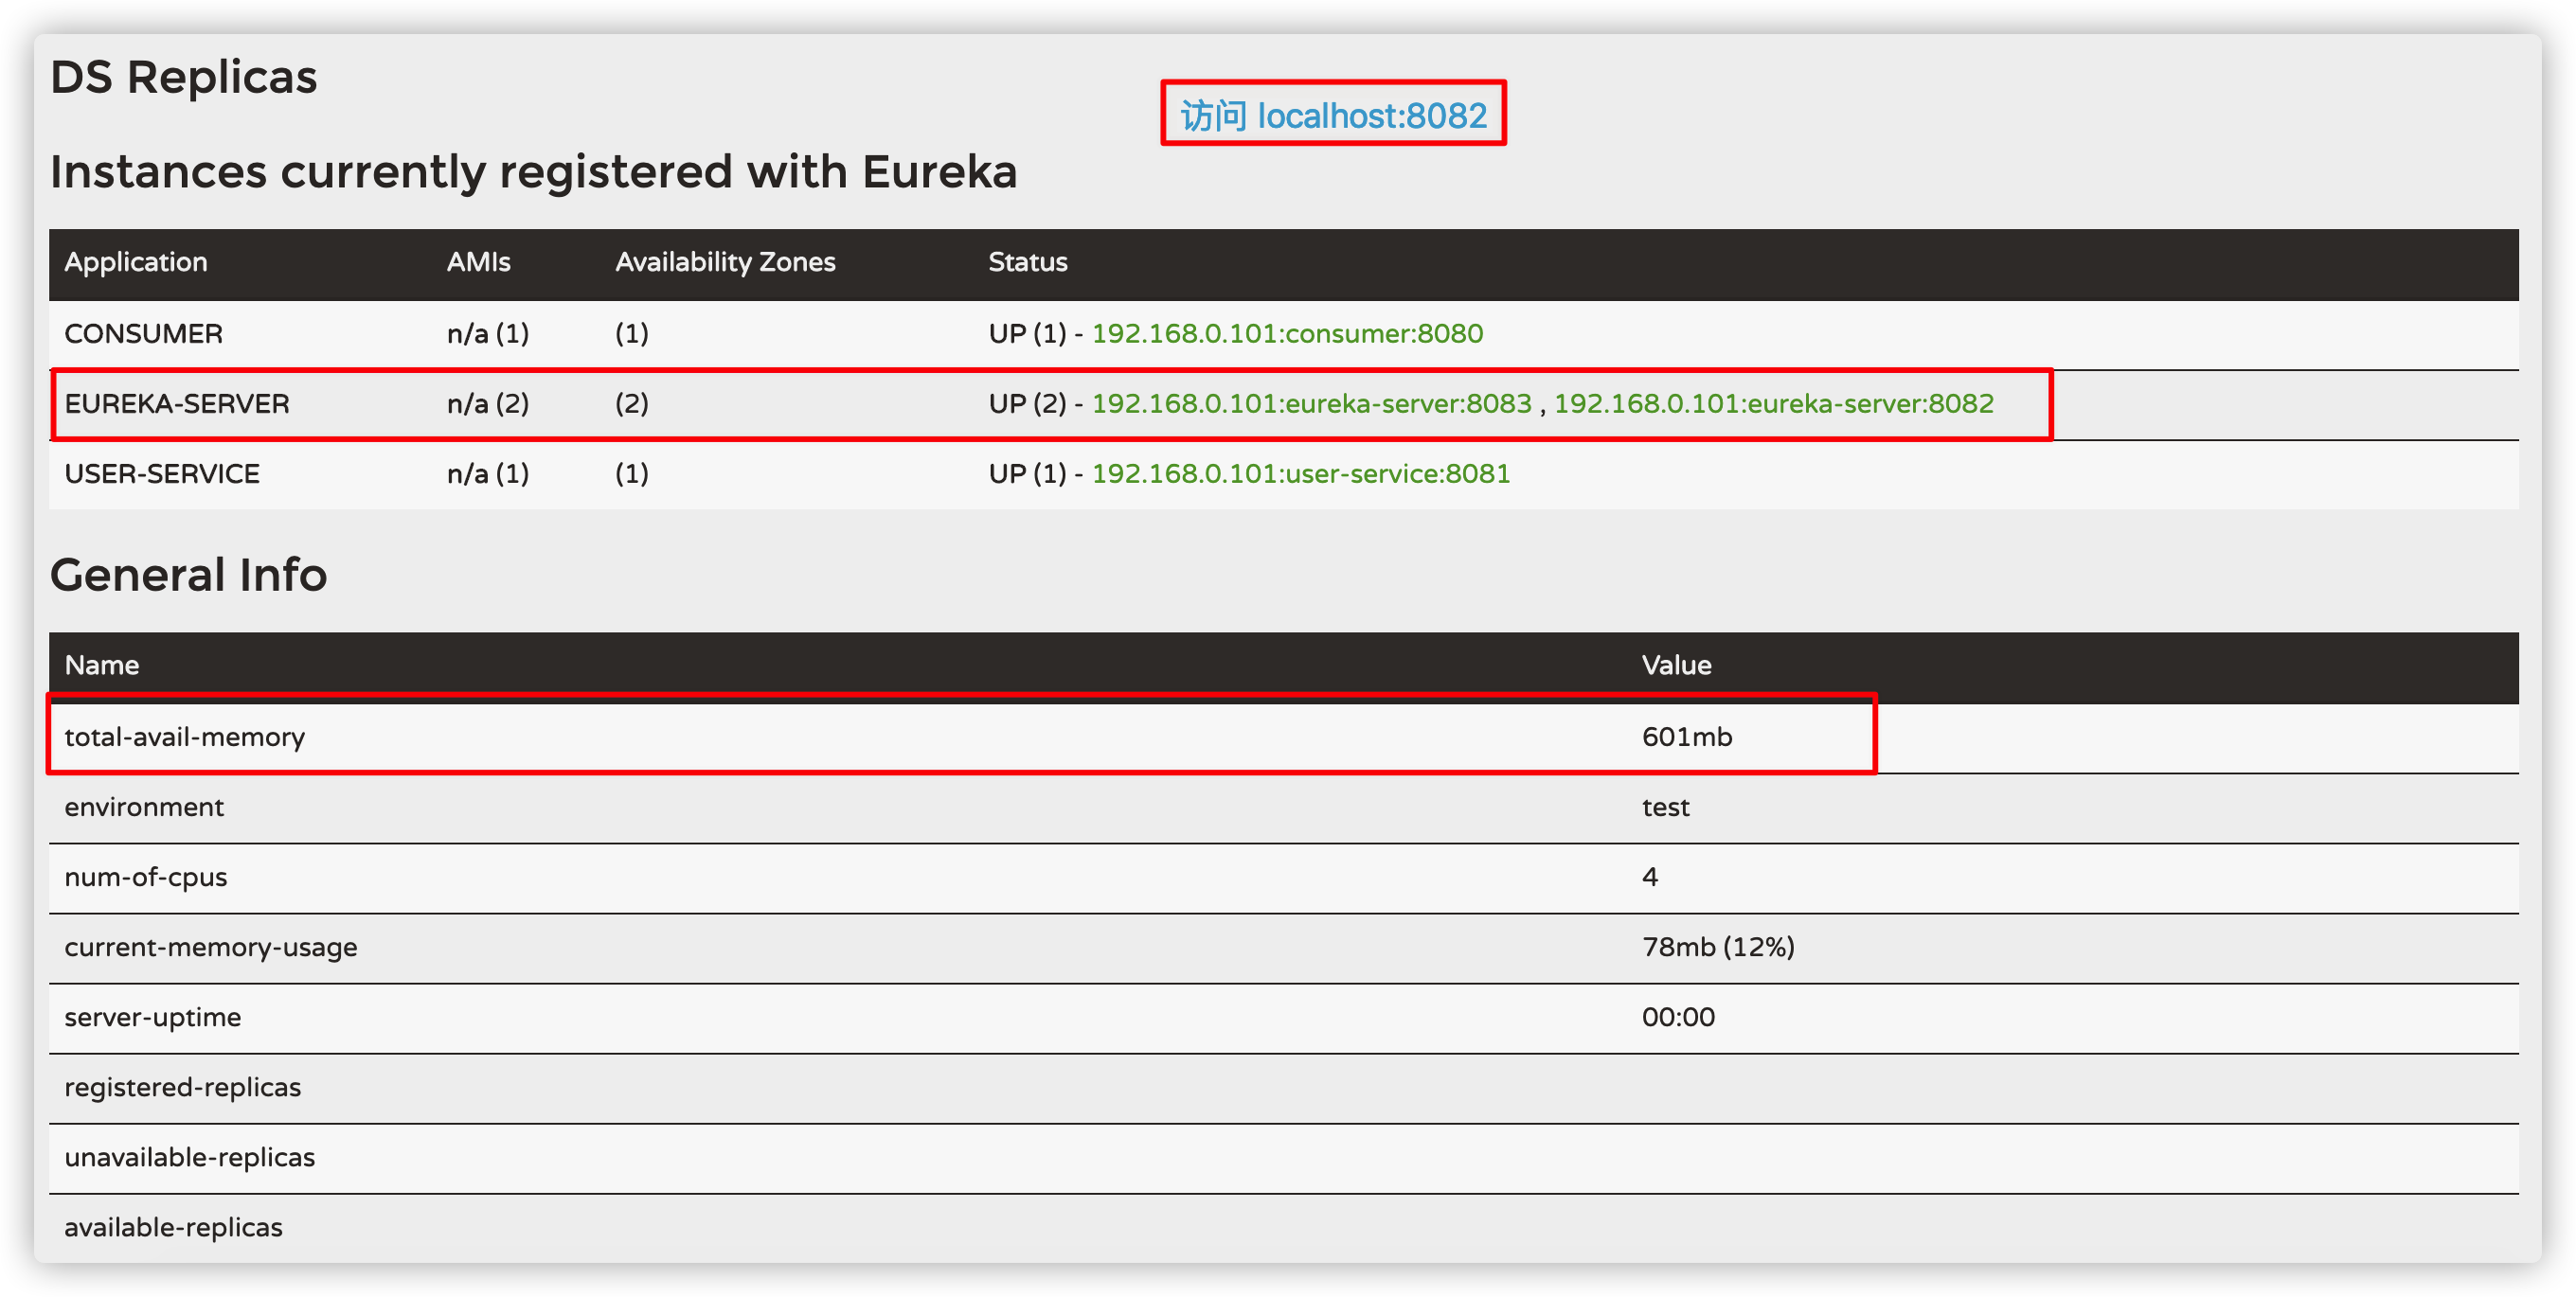 DS Replicas
访问 localhost:8082
Instances currently registered with Eureka
Application AMIs Availability Zones Status
CONSUMER n/a (1) (1) UP (1) - 192.168.0.101:consumer:8080
EUREKA-SERVER n/a (2) (2) UP (2) - 192.168.0.101:eureka-server:8083 , 192.168.0.101:eureka-server:8082
USER-SERVICE n/a (1) (1) UP (1) - 192.168.0.101:user-service:8081
General Info
Name Value
total-avail-memory 601mb
environment test
num-of-cpus 4
current-memory-usage 78mb (12%)
server-uptime 00:00
registered-replicas
unavailable-replicas
available-replicas